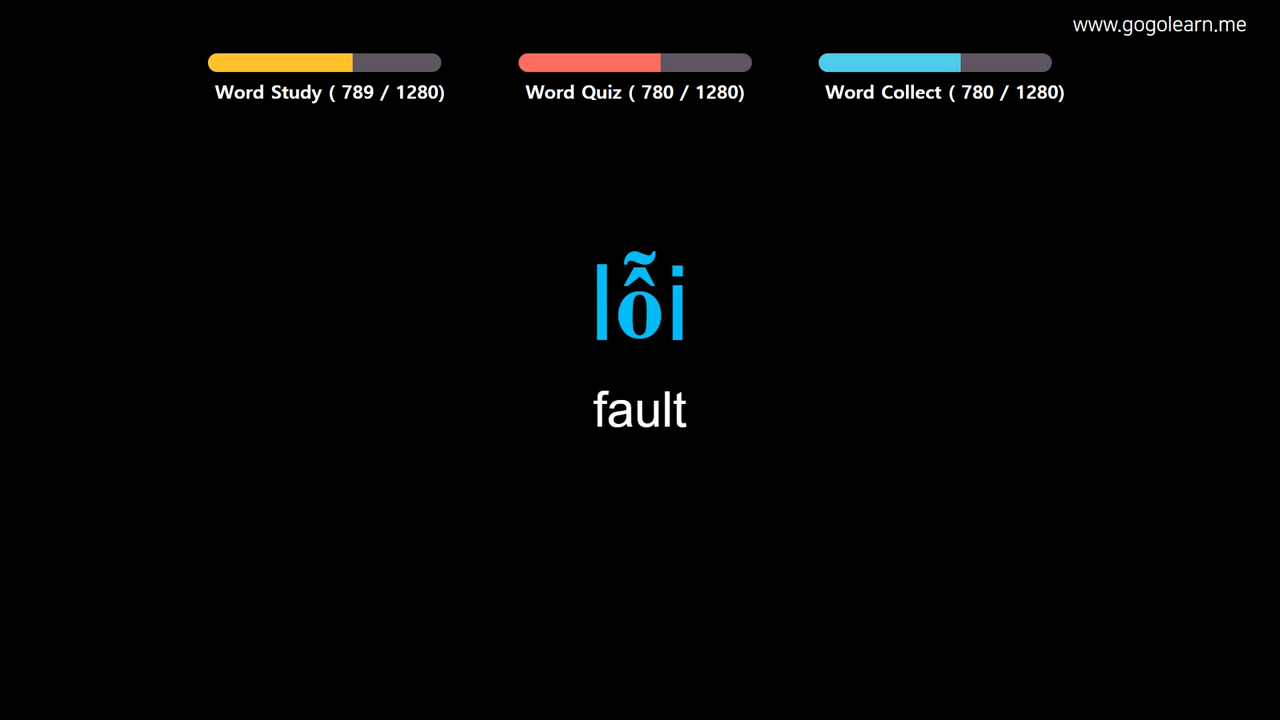 www.gogolearn.me
Word Study ( 789 / 1280)
Word Quiz ( 780 / 1280)
Word Collect ( 780 / 1280)
lỗi
fault